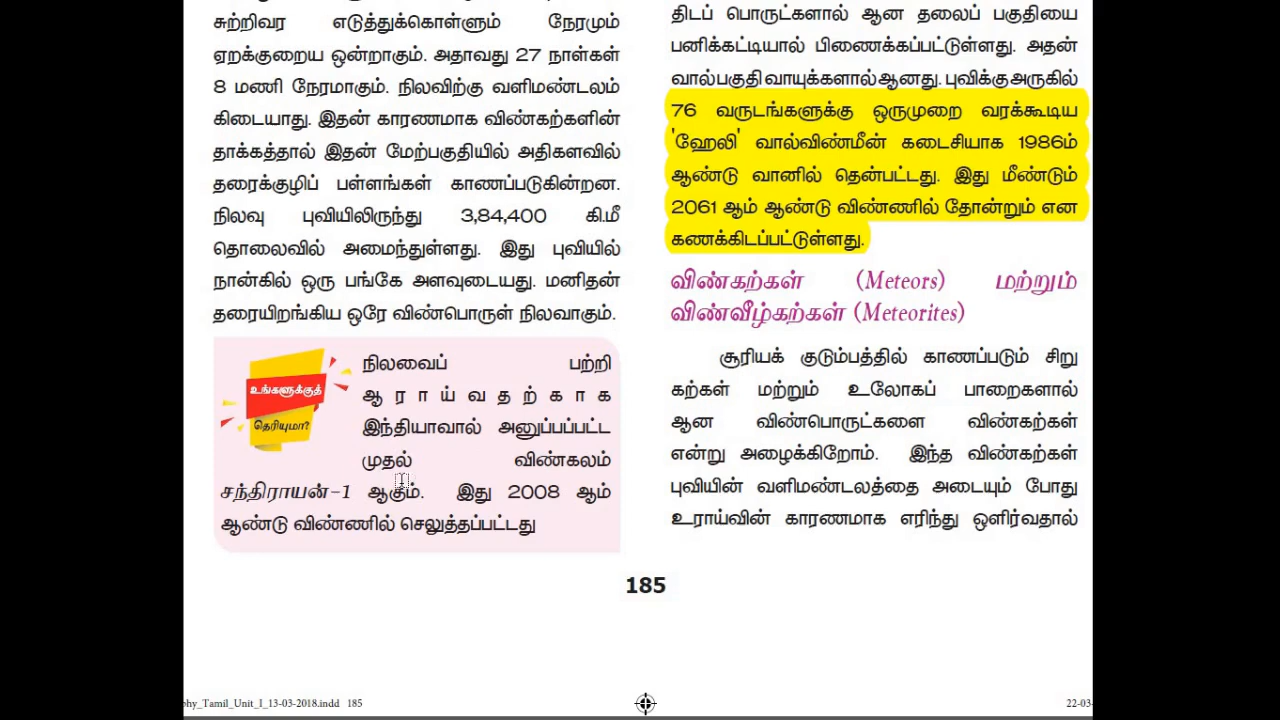 சுற்றிவர எடுத்துக்கொள்ளும் நேரமும்
ஏறக்குறைய ஒன்றாகும். அதாவது 27 நாள்கள்
8 மணி நேரமாகும். நிலவிற்கு வளிமண்டலம்
கிடையாது. இதன் காரணமாக விண்கற்களின்
தாக்கத்தால் இதன் மேற்பகுதியில் அதிகளவில்
தரைக்குழிப் பள்ளங்கள் காணப்படுகின்றன.
நிலவு புவியிலிருந்து 3,84,400 கி.மீ
தொலைவில் அமைந்துள்ளது. இது புவியில்
நான்கில் ஒரு பங்கே அளவுடையது. மனிதன்
தரையிறங்கிய ஒரே விண்பொருள் நிலவாகும்.
உங்களுக்குத்
தெரியுமா?
நிலவைப் பற்றி
ஆராய்வதற்காக
இந்தியாவால் அனுப்பப்பட்ட
முதல் விண்கலம்
சந்திராயன்-1 ஆகும். இது 2008 ஆம்
ஆண்டு விண்ணில் செலுத்தப்பட்டது
திடப் பொருட்களால் ஆன தலைப் பகுதியை
பனிக்கட்டியால் பிணைக்கப்பட்டுள்ளது. அதன்
வால்பகுதி வாயுக்களால் ஆனது. புவிக்கு அருகில்
76 வருடங்களுக்கு ஒருமுறை வரக்கூடிய
'ஹேலி' வால்விண்மீன் கடைசியாக 1986ம்
ஆண்டு வானில் தென்பட்டது. இது மீண்டும்
2061 ஆம் ஆண்டு விண்ணில் தோன்றும் என
கணக்கிடப்பட்டுள்ளது.
விண்கற்கள் (Meteors) மற்றும்
விண்வீழ்கற்கள் (Meteorites)
சூரியக் குடும்பத்தில் காணப்படும் சிறு
கற்கள் மற்றும் உலோகப் பாறைகளால்
ஆன விண்பொருட்களை விண்கற்கள்
என்று அழைக்கிறோம். இந்த விண்கற்கள்
புவியின் வளிமண்டலத்தை அடையும் போது
உராய்வின் காரணமாக எரிந்து ஒளிர்வதால்
185
phy_Tamil_Unit_I_13-03-2018.indd 185
22-03